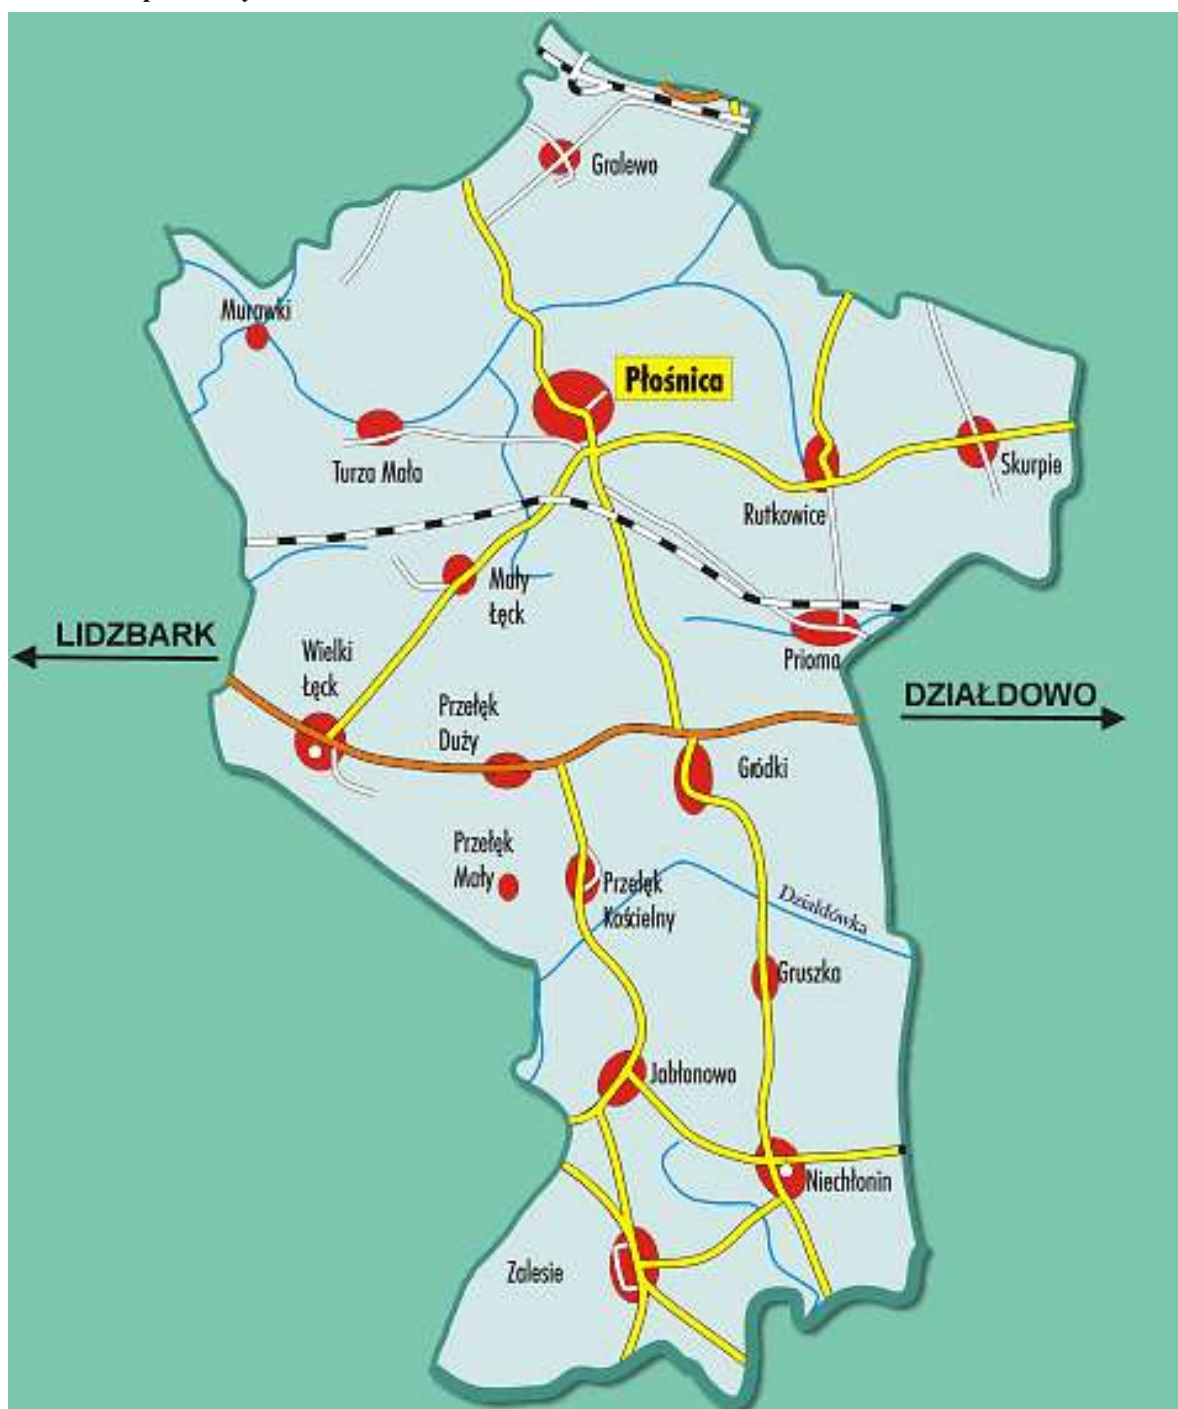 Gralewo
Murawki
Płośnica
Turza Mała
Skurpie
Rutkowice
Mały
Łęck
LIDZBARK
Wielki
Łęck
Prioma
DZIAŁDOWO
Przełęk
Duży
Gródki
Przełęk
Mały
Przełęk
Kościelny
Działdówka
Gruszka
Jabłonowo
Niechłonin
Zalesie